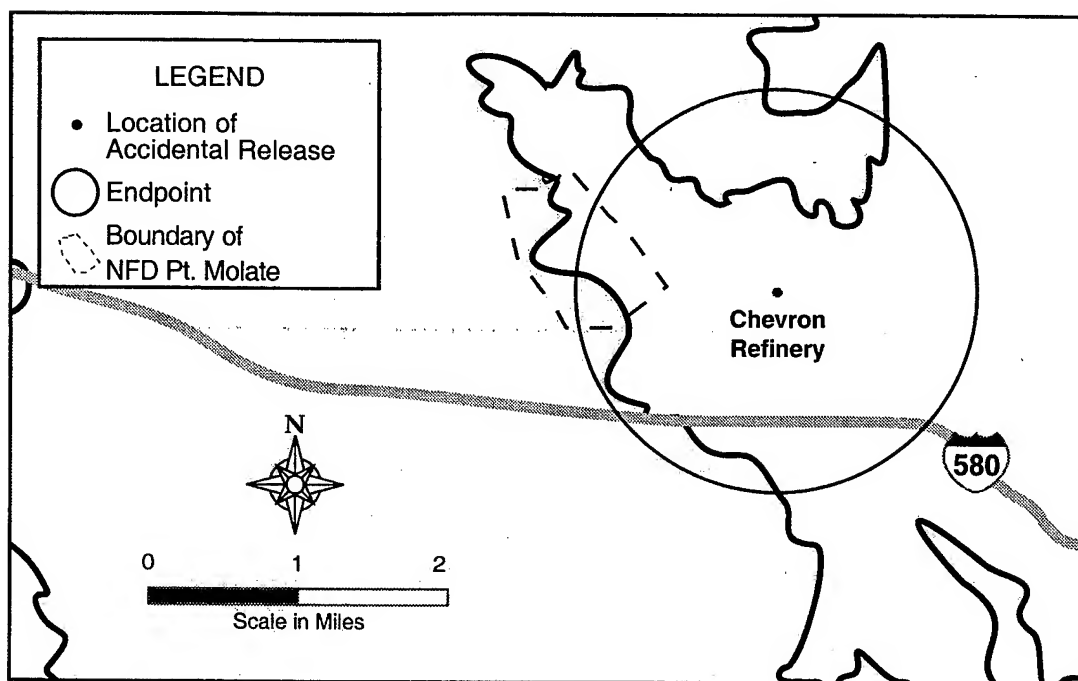 LEGEND
Location of
Accidental Release
Endpoint
Boundary of
NFD Pt. Molate
Chevron
Refinery
N
580
0 1 2
Scale in Miles